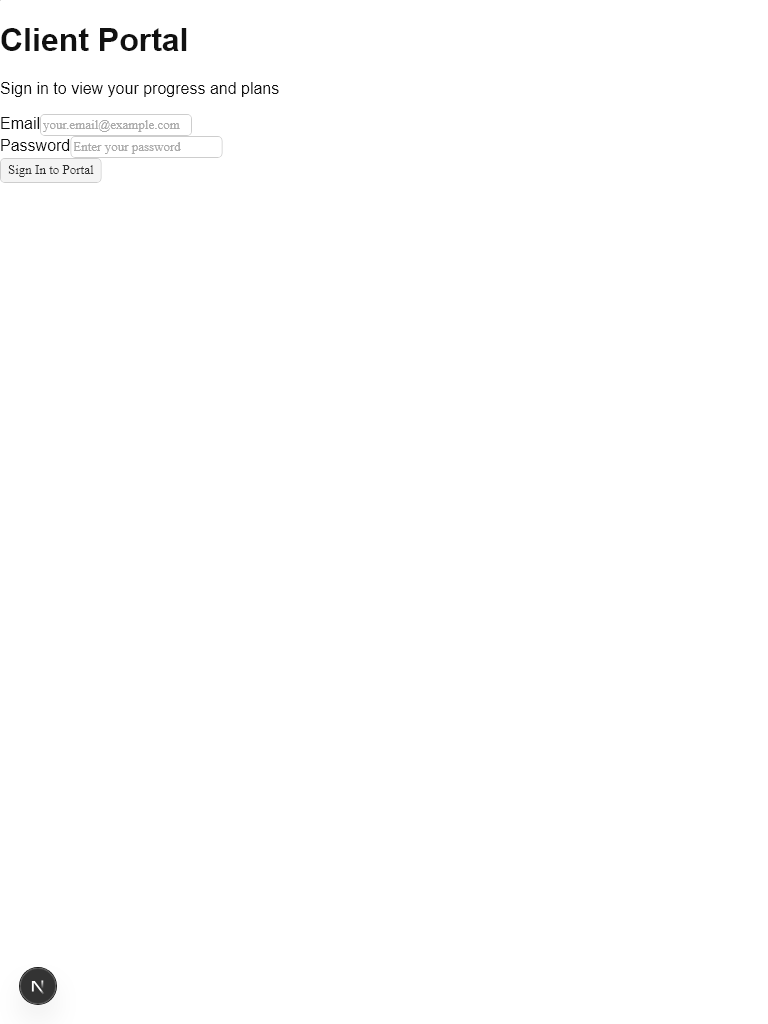 Client Portal
Sign in to view your progress and plans
Email your.email@example.com
Password Enter your password
Sign In to Portal
N